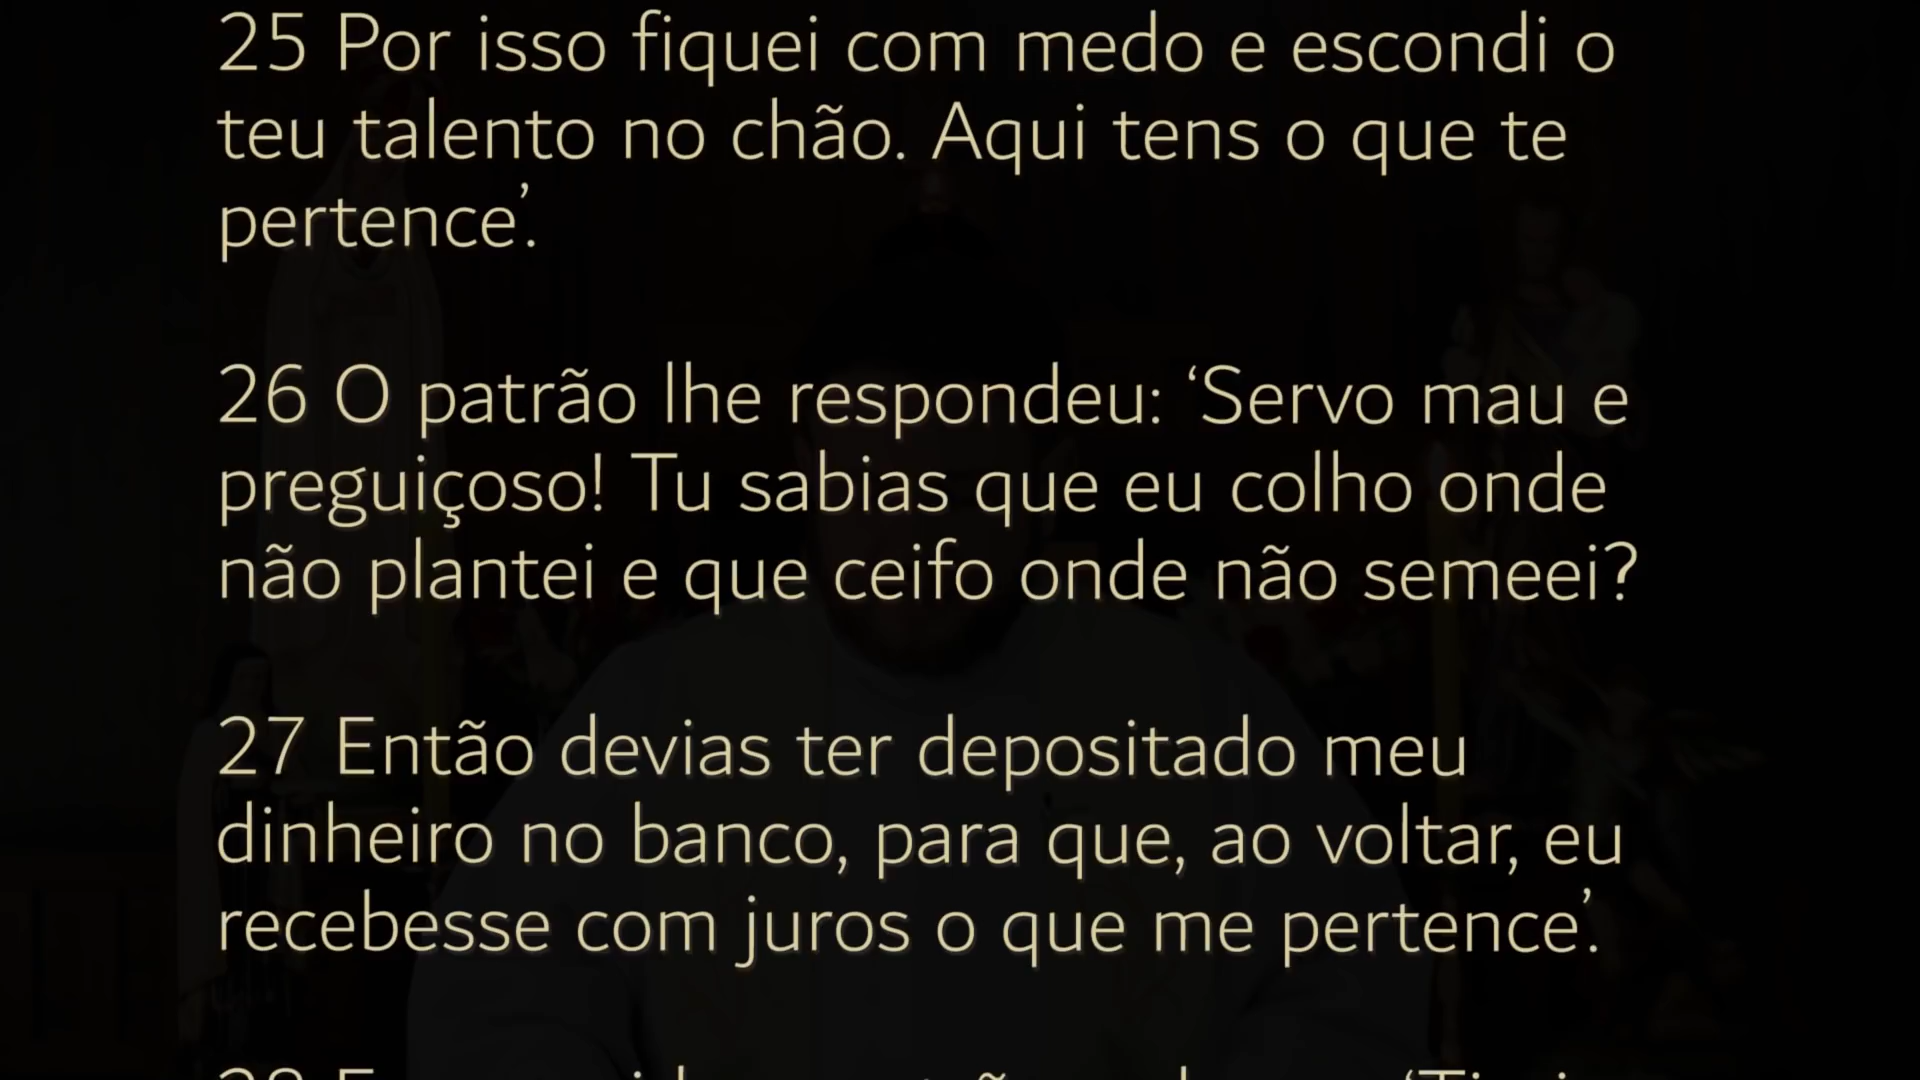 25 Por isso fiquei com medo e escondi o
teu talento no chão. Aqui tens o que te
pertence’.
26 O patrão lhe respondeu: ‘Servo mau e
preguiçoso! Tu sabias que eu colho onde
não plantei e que ceifo onde não semeei?
27 Então devias ter depositado meu
dinheiro no banco, para que, ao voltar, eu
recebesse com juros o que me pertence’.